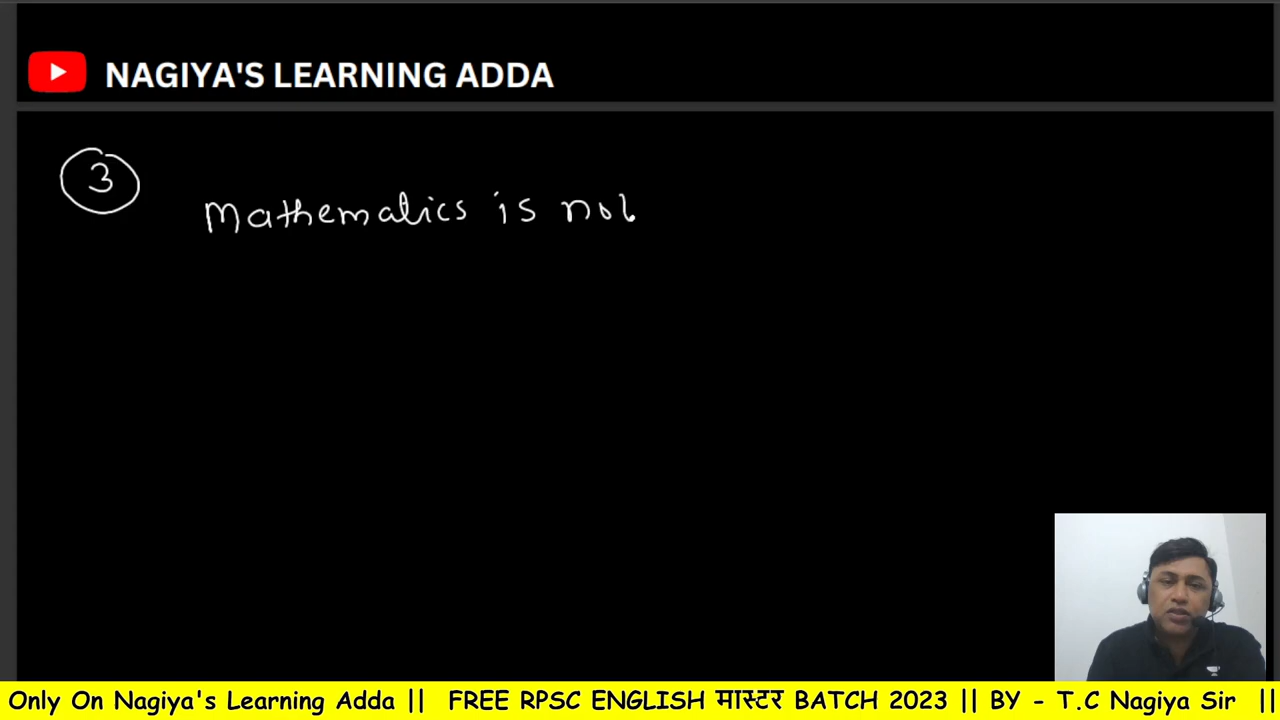 NAGIYA'S LEARNING ADDA
3
Mathematics is not
Only On Nagiya's Learning Adda || FREE RPSC ENGLISH मास्टर BATCH 2023 || BY - T.C Nagiya Sir ||